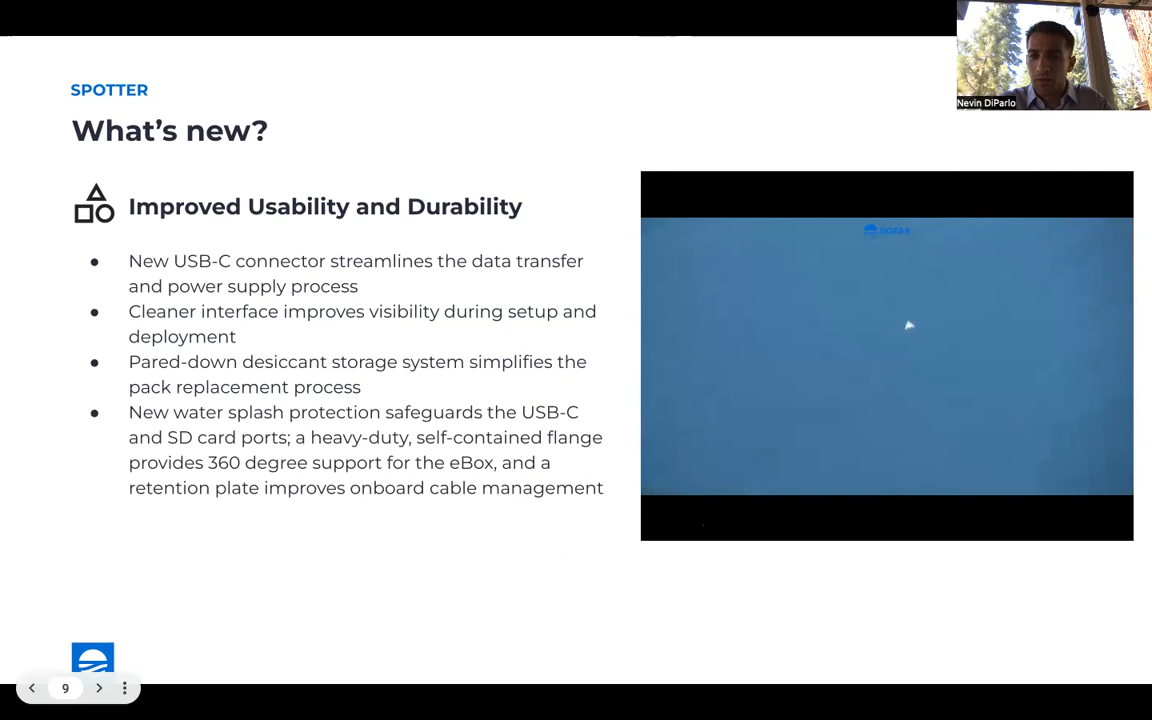 SPOTTER
What's new?
Nevin DiParlo
Improved Usability and Durability
● New USB-C connector streamlines the data transfer
and power supply process
● Cleaner interface improves visibility during setup and
deployment
● Pared-down desiccant storage system simplifies the
pack replacement process
● New water splash protection safeguards the USB-C
and SD card ports; a heavy-duty, self-contained flange
provides 360 degree support for the eBox, and a
retention plate improves onboard cable management
SOFAR
9